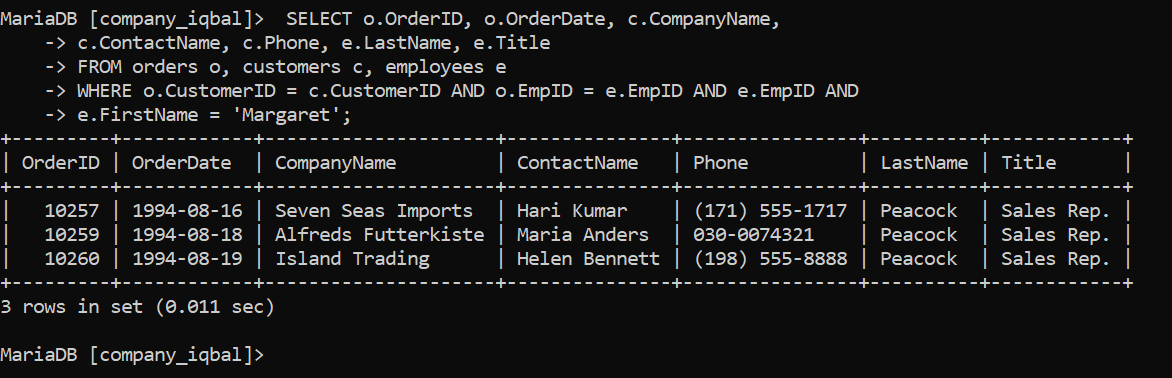 MariaDB [company_iqbal]>  SELECT o.OrderID, o.OrderDate, c.CompanyName,
    -> c.ContactName, c.Phone, e.LastName, e.Title
    -> FROM orders o, customers c, employees e
    -> WHERE o.CustomerID = c.CustomerID AND o.EmpID = e.EmpID AND e.EmpID AND
    -> e.FirstName = 'Margaret';
+---------+------------+--------------------+---------------+----------------+----------+------------+
| OrderID | OrderDate  | CompanyName        | ContactName   | Phone          | LastName | Title      |
+---------+------------+--------------------+---------------+----------------+----------+------------+
|   10257 | 1994-08-16 | Seven Seas Imports | Hari Kumar    | (171) 555-1717 | Peacock  | Sales Rep. |
|   10259 | 1994-08-18 | Alfreds Futterkiste | Maria Anders  | 030-0074321    | Peacock  | Sales Rep. |
|   10260 | 1994-08-19 | Island Trading     | Helen Bennett | (198) 555-8888 | Peacock  | Sales Rep. |
+---------+------------+--------------------+---------------+----------------+----------+------------+
3 rows in set (0.011 sec)
MariaDB [company_iqbal]>